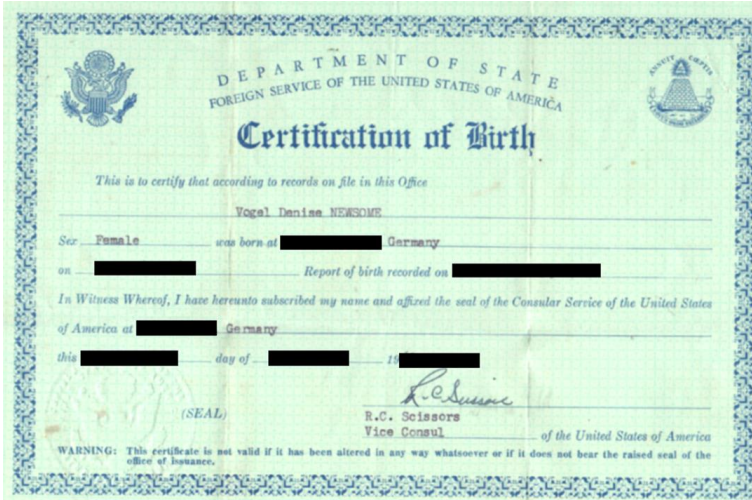 DEPARTMENT OF STATE
FOREIGN SERVICE OF THE UNITED STATES OF AMERICA
ANNUIT COEPTIS
Certification of Birth
This is to certify that according to records on file in this Office
Vogel Denise NEWSOME
Sex Female was born at Germany
on Report of birth recorded on
In Witness Whereof, I have hereunto subscribed my name and affixed the seal of the Consular Service of the United States
of America at Germany
this day of 19
R.C. Scissors
(SEAL)
R.C. Scissors
Vice Consul of the United States of America
WARNING: This certificate is not valid if it has been altered in any way whatsoever or if it does not bear the raised seal of the
office of issuance.